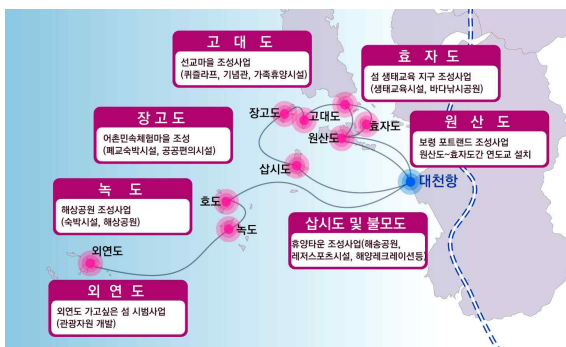 고 대 도
선교마을 조성사업
(퀴즐라프, 기념관, 가족휴양시설)
효 자 도
섬 생태교육 지구 조성사업
(생태교육시설, 바다낚시공원)
장 고 도
어촌민속체험마을 조성
(폐교숙박시설, 공공편의시설)
원 산 도
보령 포트랜드 조성사업
원산도~효자도간 연도교 설치
장고도
고대도
효자도
원산도
삽시도
대천항
녹 도
해상공원 조성사업
(숙박시설, 해상공원)
호도
녹도
삽시도 및 불모도
휴양타운 조성사업(해송공원,
레저스포츠시설, 해양레크레이션등)
외연도
외 연 도
외연도 가고싶은 섬 시범사업
(관광자원 개발)